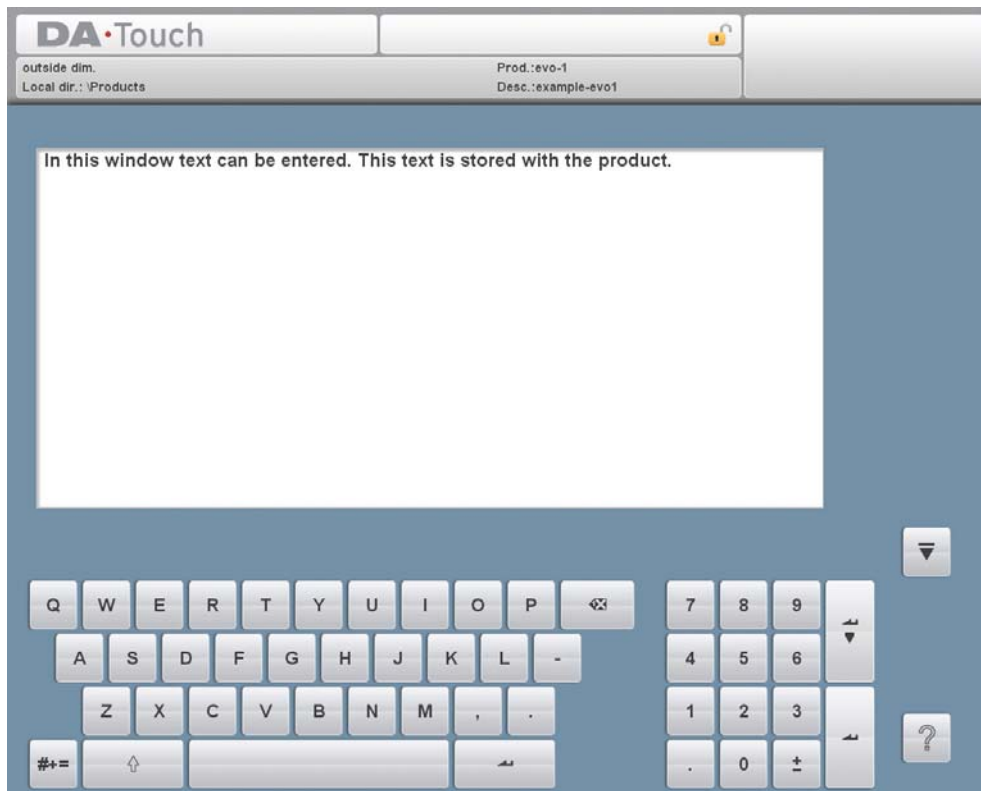 DA·Touch
outside dim.
Prod.:evo-1
Local dir.: \Products
Desc.:example-evo1
In this window text can be entered. This text is stored with the product.
Q W E R T Y U I O P
7 8 9
A S D F G H J K L -
4 5 6
Z X C V B N M , .
1 2 3
#+=
. 0 ±
?